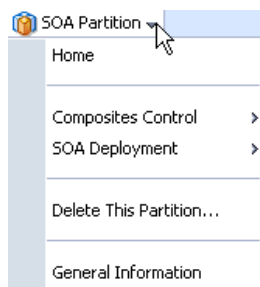 SOA Partition
Home
Composites Control
SOA Deployment
Delete This Partition...
General Information